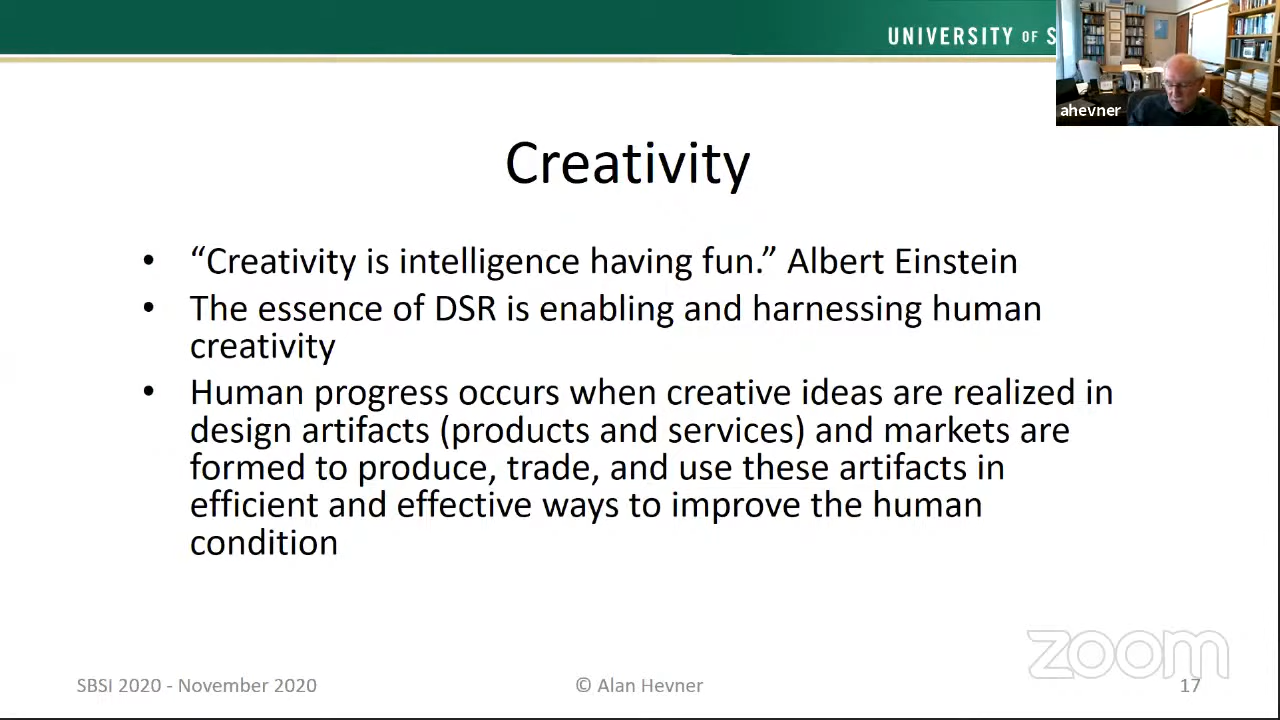 UNIVERSITY OF S
ahevner
Creativity
• “Creativity is intelligence having fun.” Albert Einstein
• The essence of DSR is enabling and harnessing human
creativity
• Human progress occurs when creative ideas are realized in
design artifacts (products and services) and markets are
formed to produce, trade, and use these artifacts in
efficient and effective ways to improve the human
condition
zoom
SBSI 2020 - November 2020
© Alan Hevner
17